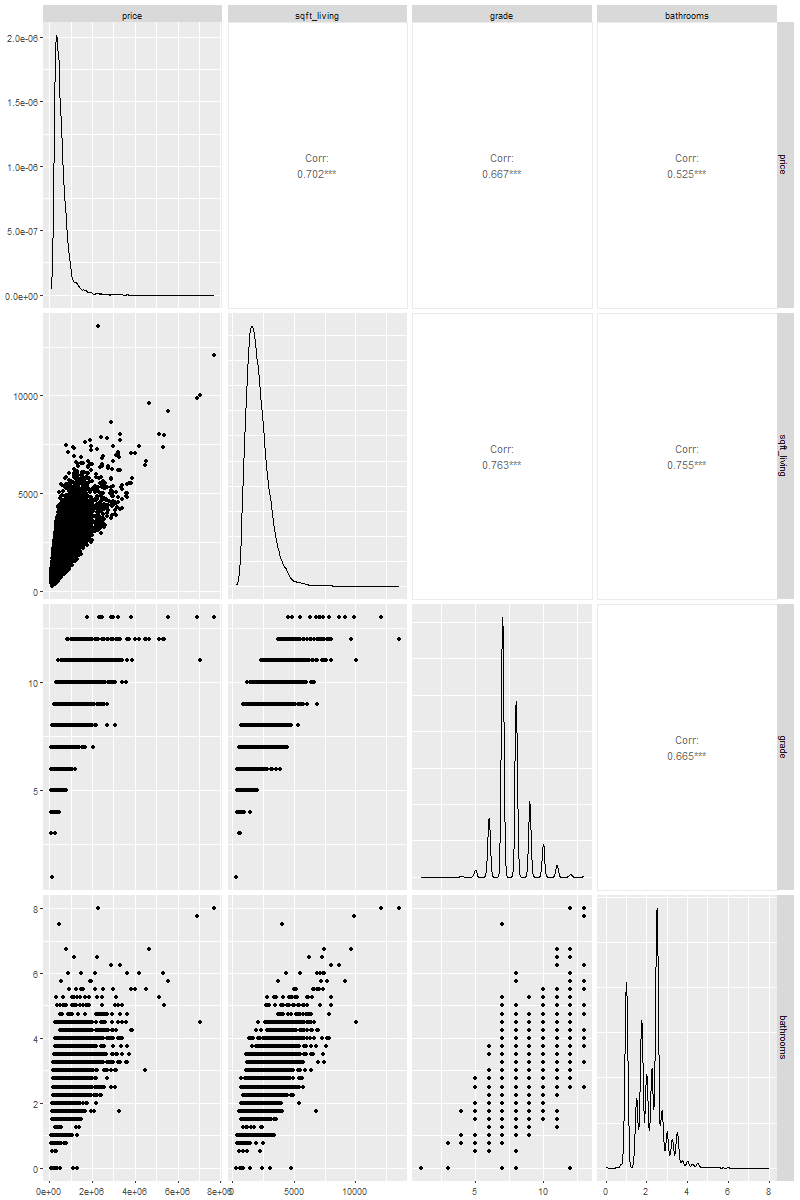 price sqft_living grade bathrooms
2.0e-06
1.5e-06
1.0e-06
5.0e-07
0.0e+00
Corr:
0.702***
Corr:
0.667***
Corr:
0.525***
price
10000
5000
0
Corr:
0.763***
Corr:
0.755***
sqft_living
10
5
Corr:
0.665***
grade
8
6
4
2
0
bathrooms
0e+00 2e+06 4e+06 6e+06 8e+06
0 5000 10000
5 10
0 2 4 6 8